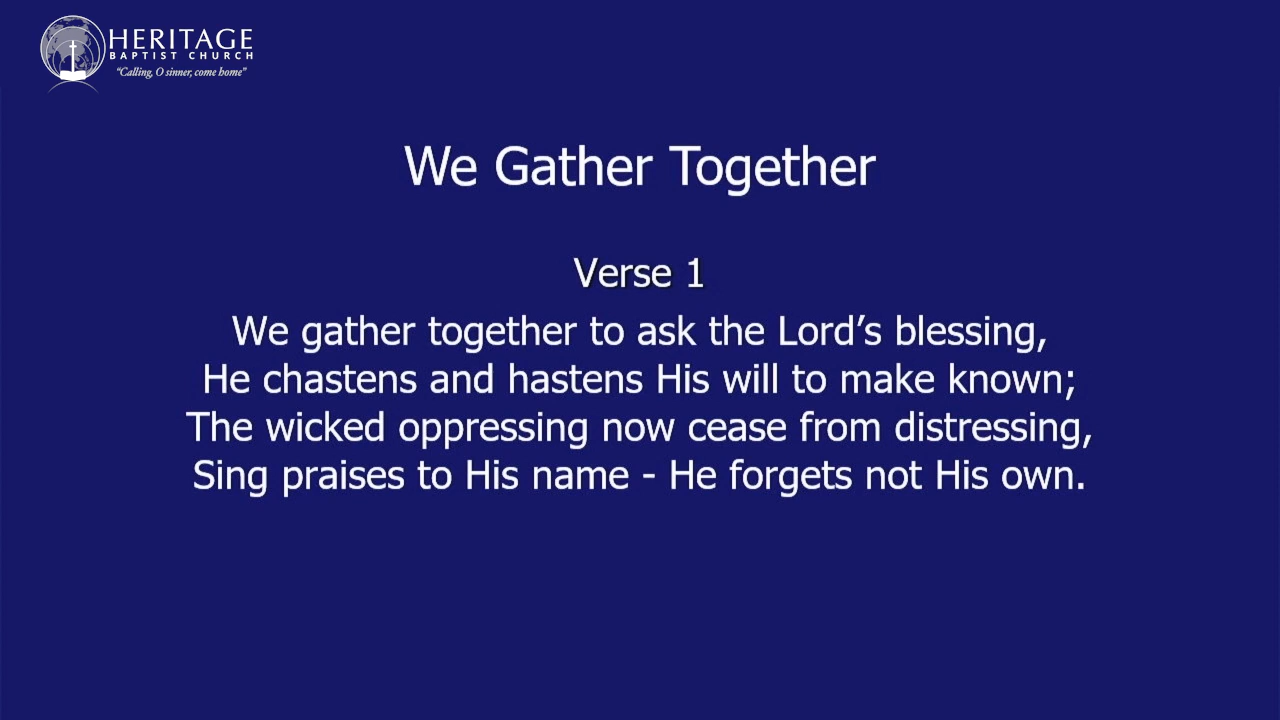 HERITAGE
BAPTIST CHURCH
“Calling, O sinner, come home”
We Gather Together
Verse 1
We gather together to ask the Lord’s blessing,
He chastens and hastens His will to make known;
The wicked oppressing now cease from distressing,
Sing praises to His name - He forgets not His own.